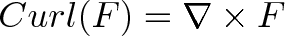 Curl(F) = ∇ × F